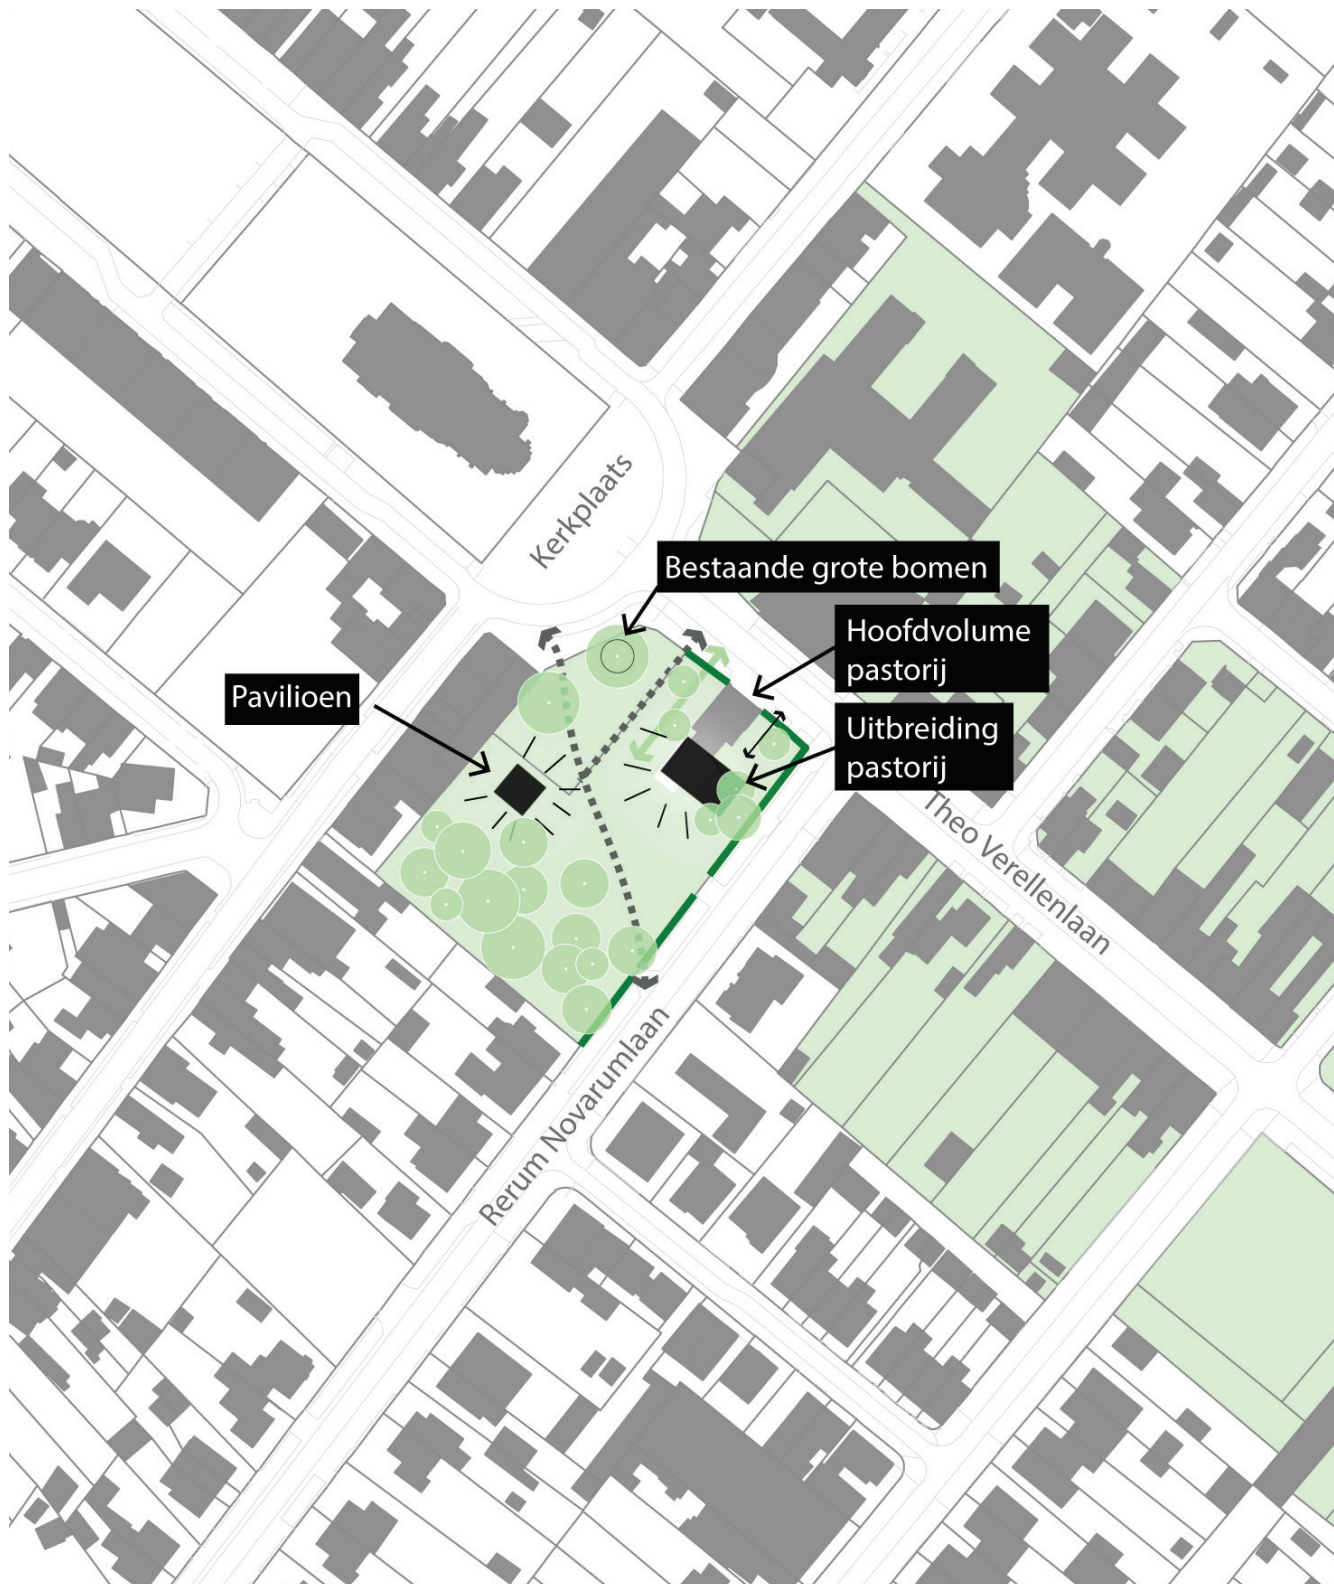 Kerkplaats
Bestaande grote bomen
Hoofdvolume
pastorij
Pavilioen
Uitbreiding
pastorij
Theo Verellenlaan
Rerum Novarumlaan